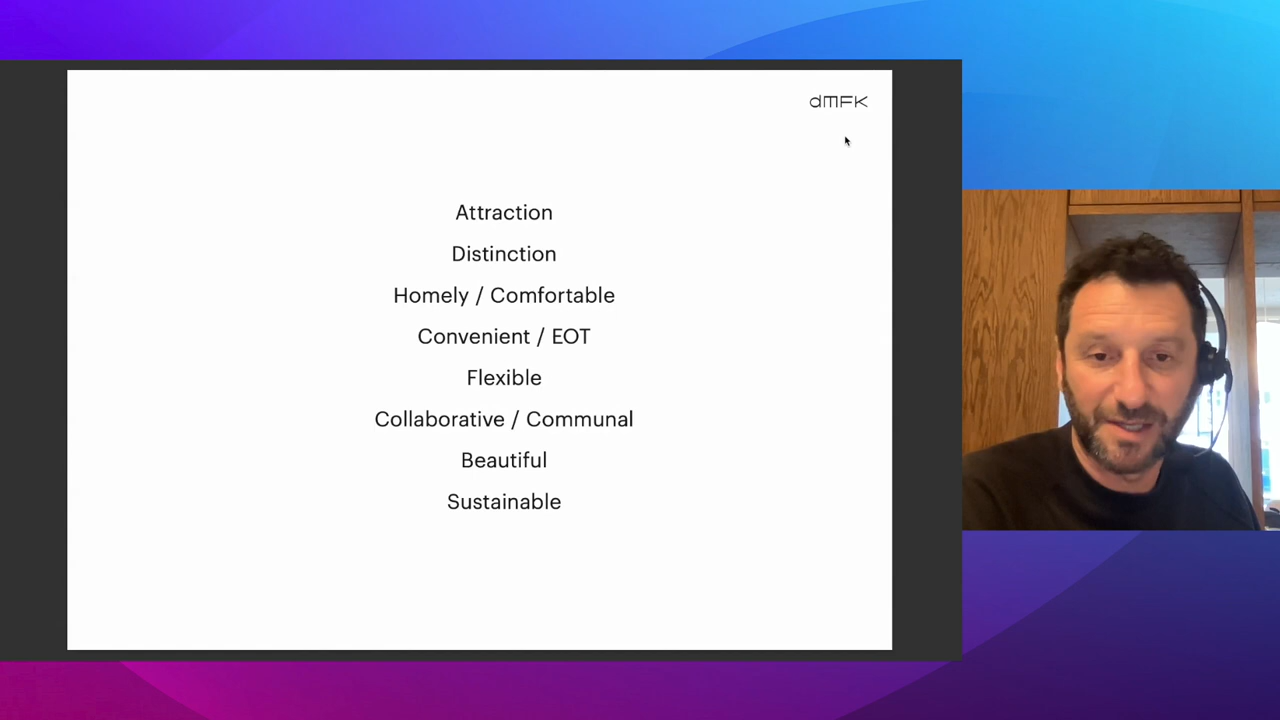 dMFK
Attraction
Distinction
Homely / Comfortable
Convenient / EOT
Flexible
Collaborative / Communal
Beautiful
Sustainable